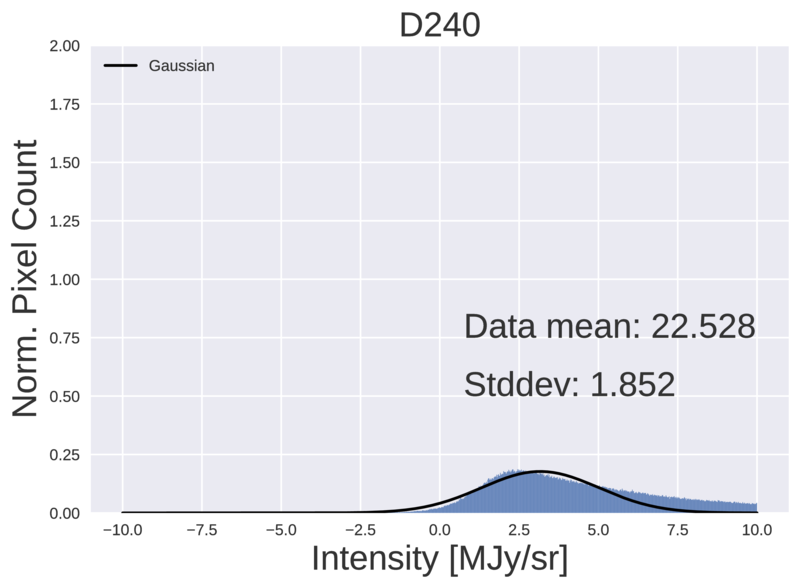 D240
Gaussian
2.00
1.75
1.50
1.25
1.00
0.75
0.50
0.25
0.00
Norm. Pixel Count
Data mean: 22.528
Stddev: 1.852
−10.0 −7.5 −5.0 −2.5 0.0 2.5 5.0 7.5 10.0
Intensity [MJy/sr]